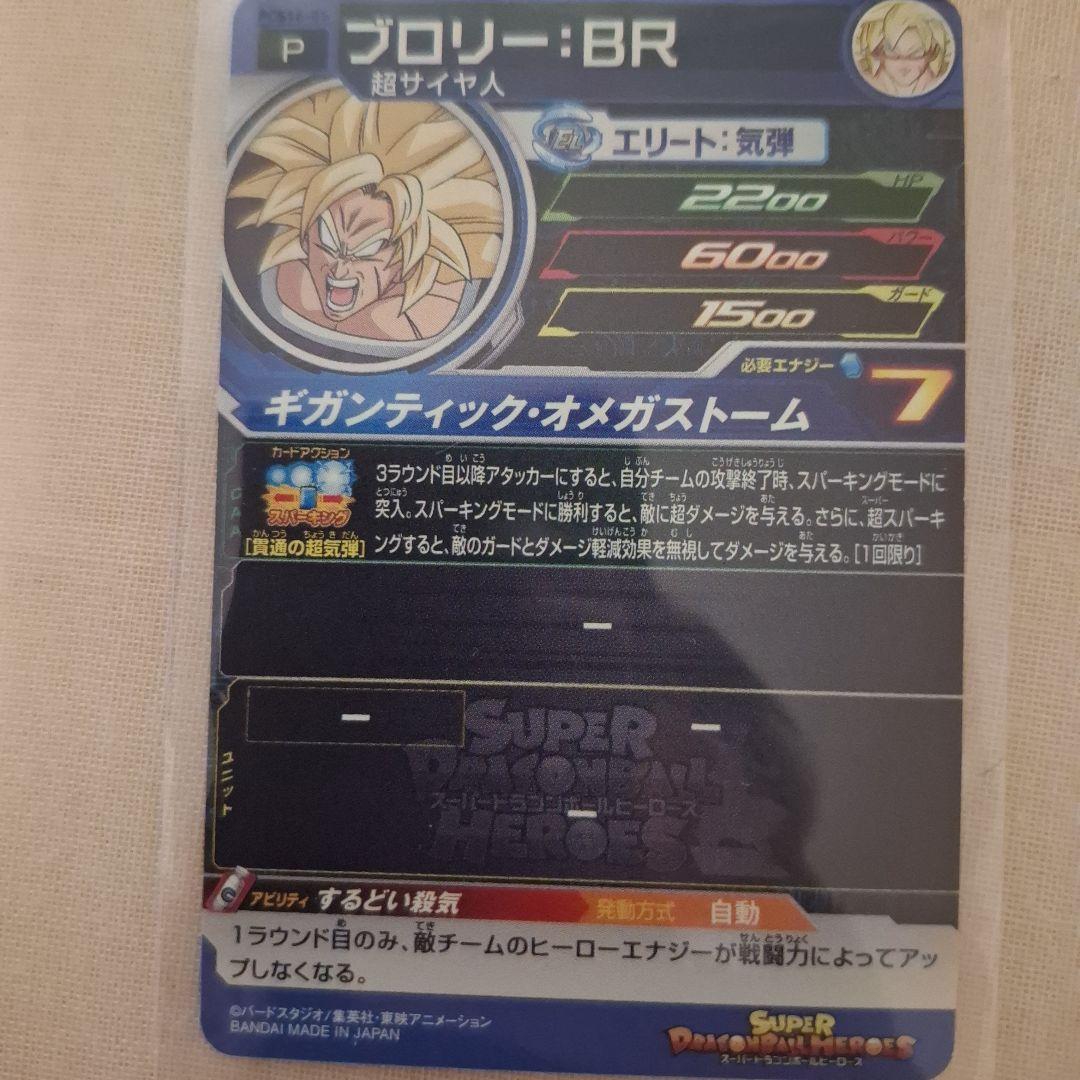 P
ブロリー:BR
超サイヤ人
EL
エリート:気弾
HP
2200
パワー
6000
ガード
1500
必要エナジー
7
ギガンティック・オメガストーム
カードアクション
スパーキング
[貫通の超気弾]
3ラウンド目以降アタッカーにすると、自分チームの攻撃終了時、スパーキングモードに
突入。スパーキングモードに勝利すると、敵に超ダメージを与える。さらに、超スパーキ
ングすると、敵のガードとダメージ軽減効果を無視してダメージを与える。[1回限り]
ー
ー
ー
ユニット
SUPER
DRAGONBALL
スーパードラゴンボールヒーローズ
ー
HEROES
アビリティ
するどい殺気
発動方式
自動
1ラウンド目のみ、敵チームのヒーローエナジーが戦闘力によってアッ
プしなくなる。
©バードスタジオ/集英社・東映アニメーション
BANDAI MADE IN JAPAN
SUPER
DRAGONBALL HEROES
スーパードラゴンボールヒーローズ